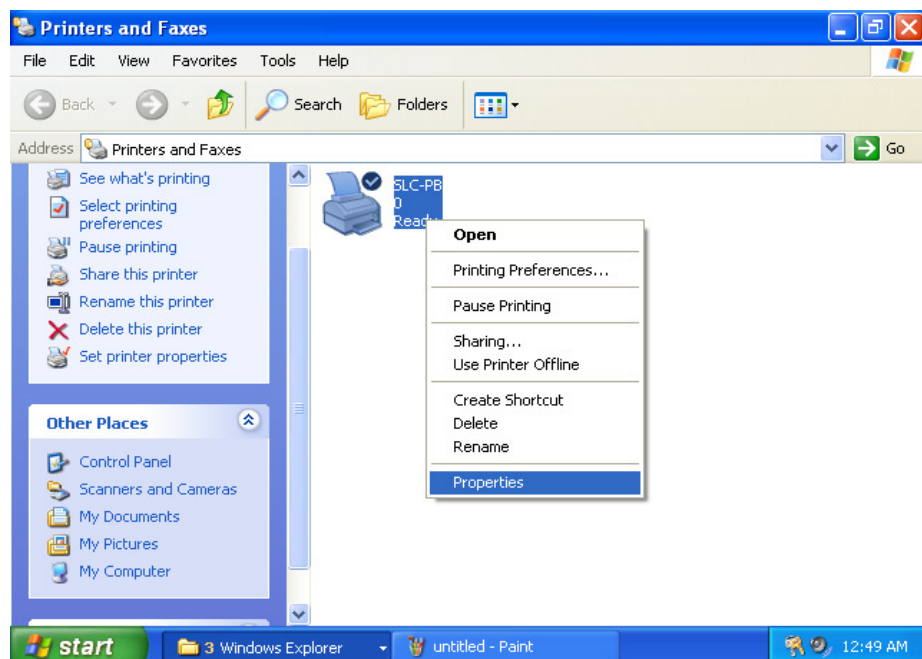 Printers and Faxes
File Edit View Favorites Tools Help
Back Search Folders
Address Printers and Faxes Go
See what's printing
Select printing
preferences
Pause printing
Share this printer
Rename this printer
Delete this printer
Set printer properties
Other Places
Control Panel
Scanners and Cameras
My Documents
My Pictures
My Computer
SLC-PB
0
Ready
Open
Printing Preferences...
Pause Printing
Sharing...
Use Printer Offline
Create Shortcut
Delete
Rename
Properties
start 3 Windows Explorer untitled - Paint 12:49 AM